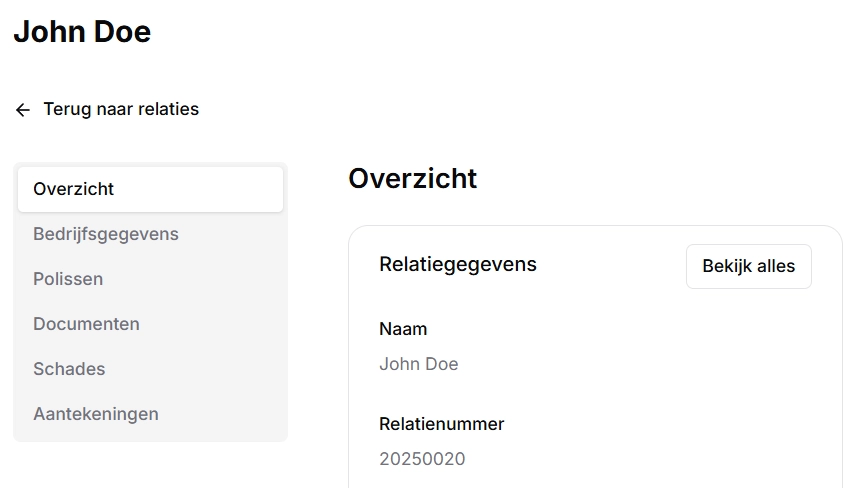 John Doe
Terug naar relaties
Overzicht
Bedrijfsgegevens
Polissen
Documenten
Schades
Aantekeningen
Overzicht
Relatiegegevens
Bekijk alles
Naam
John Doe
Relatienummer
20250020